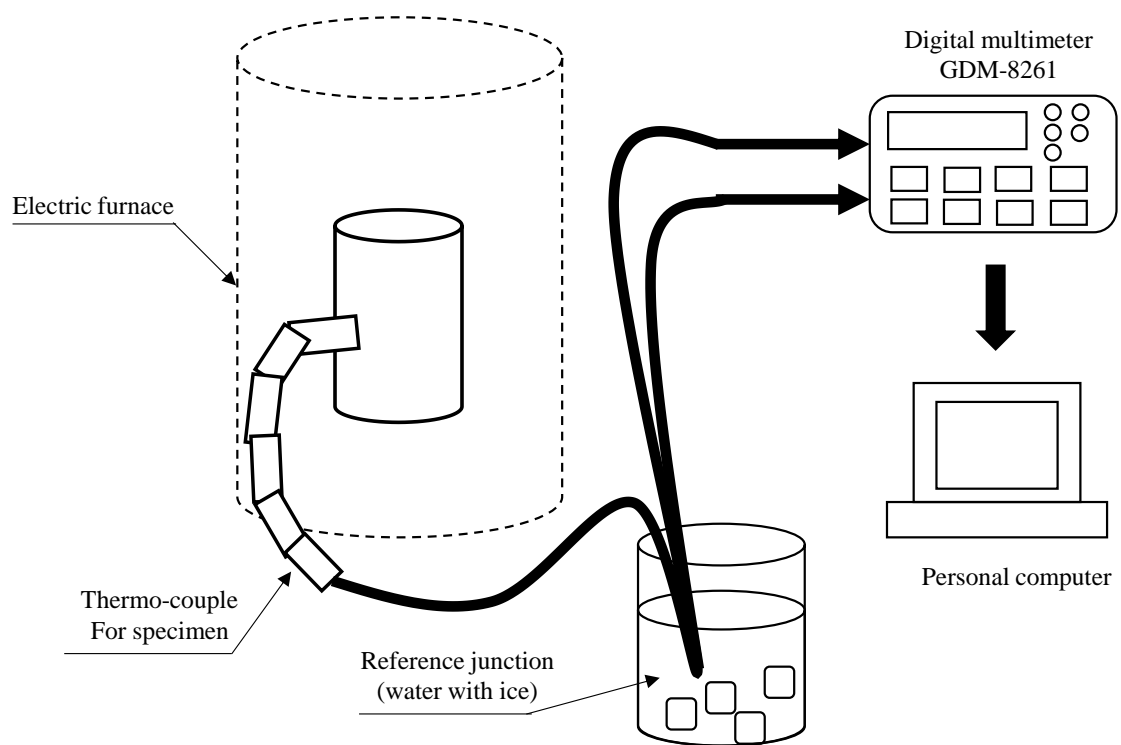 Digital multimeter
GDM-8261
Electric furnace
Thermo-couple
For specimen
Reference junction
(water with ice)
Personal computer